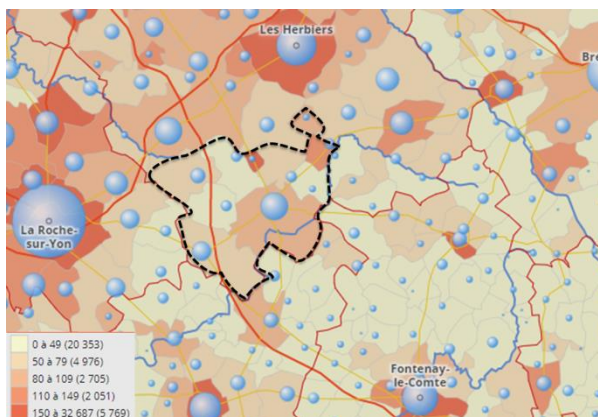 Les Herbiers
Bre
La Roche-
sur-Yon
Fontenay-
le-Comte
0 à 49 (20 353)
50 à 79 (4 976)
80 à 109 (2 705)
110 à 149 (2 051)
150 à 32 687 (5 769)